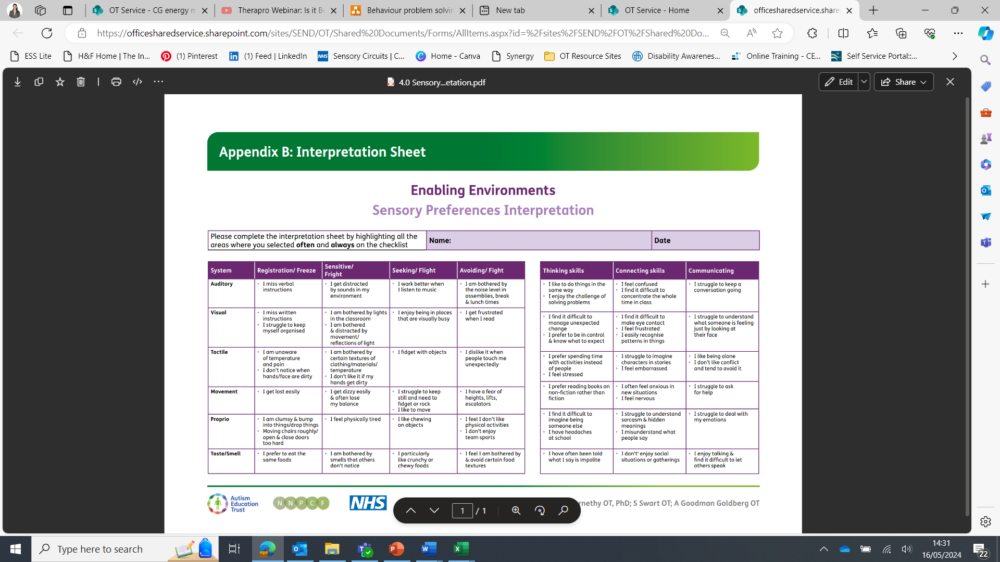 OT Service - CG energy m
Therapro Webinar: Is it Be
Behaviour problem solvin
New tab
OT Service - Home
officesharedservice.share
https://officesharedservice.sharepoint.com/sites/SEND/OT/Shared%20Documents/Forms/AllItems.aspx?id=%2Fsites%2FSEND%2FOT%2FShared%20Do...
ESS Lite
H&F Home | The In...
(1) Pinterest
(1) Feed | LinkedIn
NHS
Sensory Circuits | C...
Home - Canva
Synergy
OT Resource Sites
Disability Awarenes...
Online Training - CE...
Self Service Portal::...
4.0 Sensory...etation.pdf
Edit
Share
Appendix B: Interpretation Sheet
Enabling Environments
Sensory Preferences Interpretation
Please complete the interpretation sheet by highlighting all the
areas where you selected often and always on the checklist
Name:
Date
System
Registration/ Freeze
Sensitive/
Fright
Seeking/ Flight
Avoiding/ Fight
Auditory
• I miss verbal
instructions
• I get distracted
by sounds in my
environment
• I work better when
I listen to music
• I am bothered by
the noise level in
assemblies, break
& lunch times
Visual
• I miss written
instructions
• I struggle to keep
myself organised
• I am bothered by lights
in the classroom
• I am bothered
& distracted by
movement/
reflections of light
• I enjoy being in places
that are visually busy
• I get frustrated
when I read
Tactile
• I am unaware
of temperature
and pain
• I don't notice when
hands/face are dirty
• I am bothered by
certain textures of
clothing/materials/
temperature
• I don't like it if my
hands get dirty
• I fidget with objects
• I dislike it when
people touch me
unexpectedly
Movement
• I get lost easily
• I get dizzy easily
& often lose
my balance
• I struggle to keep
still and need to
fidget or rock
• I like to move
• I have a fear of
heights, lifts,
escalators
Proprio
• I am clumsy & bump
into things/drop things
• Moving chairs roughly/
open & close doors
too hard
• I feel physically tired
• I like chewing
on objects
• I feel I don't like
physical activities
• I don't enjoy
team sports
Taste/Smell
• I prefer to eat the
same foods
• I am bothered by
smells that others
don't notice
• I particularly
like crunchy or
chewy foods
• I feel I am bothered by
& avoid certain food
textures
Thinking skills
Connecting skills
Communicating
• I like to do things in the
same way
• I enjoy the challenge of
solving problems
• I feel confused
• I find it difficult to
concentrate the whole
time in class
• I struggle to keep a
conversation going
• I find it difficult to
manage unexpected
change
• I prefer to be in control
& know what to expect
• I find it difficult to
make eye contact
• I feel frustrated
• I easily recognise
patterns in things
• I struggle to understand
what someone is feeling
just by looking at
their face
• I prefer spending time
with activities instead
of people
• I feel stressed
• I struggle to imagine
characters in stories
• I feel embarrassed
• I like being alone
• I don't like conflict
and tend to avoid it
• I prefer reading books on
non-fiction rather than
fiction
• I often feel anxious in
new situations
• I feel nervous
• I struggle to ask
for help
• I find it difficult to
imagine being
someone else
• I have headaches
at school
• I struggle to understand
sarcasm & hidden
meanings
• I misunderstand what
people say
• I struggle to deal with
my emotions
• I have often been told
what I say is impolite
• I don't' enjoy social
situations or gatherings
• I enjoy talking &
find it difficult to let
others speak
Autism
Education
Trust
N N P C F
NHS
rnethy OT, PhD; S Swart OT; A Goodman Goldberg OT
1 / 1
Type here to search
14:31
16/05/2024
22